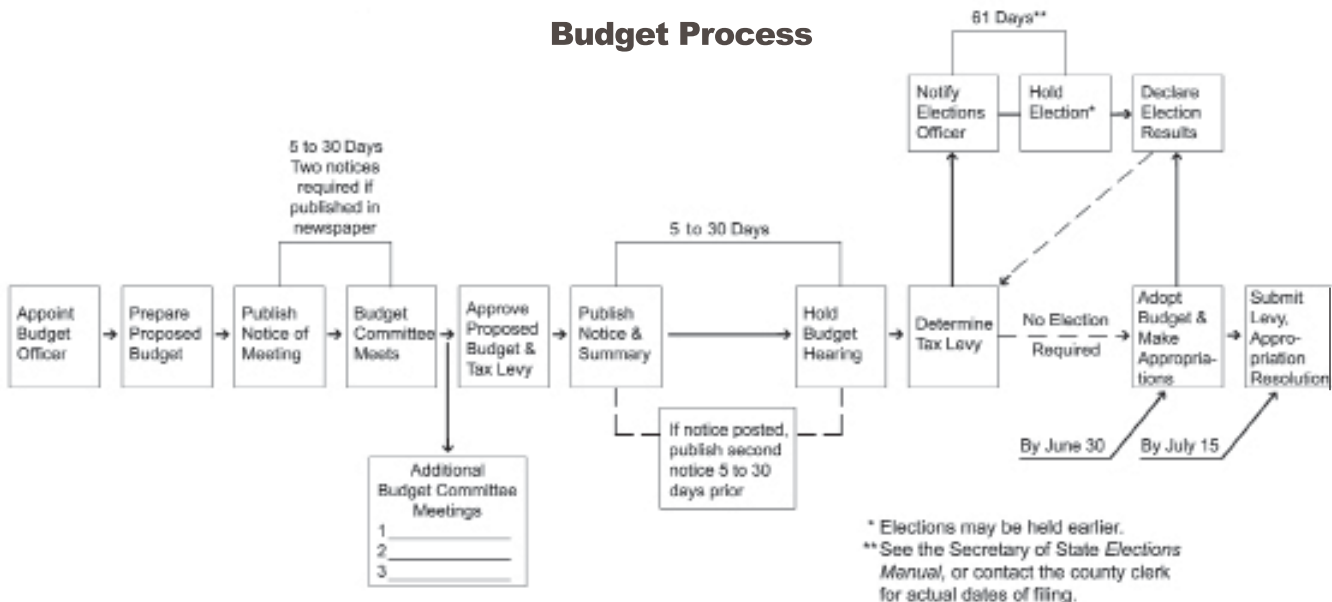 Budget Process
61 Days**
Notify
Elections
Officer
Hold
Election*
Declare
Election
Results
5 to 30 Days
Two notices
required if
published in
newspaper
5 to 30 Days
Appoint
Budget
Officer
Prepare
Proposed
Budget
Publish
Notice of
Meeting
Budget
Committee
Meets
Approve
Proposed
Budget &
Tax Levy
Publish
Notice &
Summary
Hold
Budget
Hearing
Determine
Tax Levy
No Election
Required
Adopt
Budget &
Make
Appropria-
tions
Submit
Levy,
Appro-
priation
Resolution
If notice posted,
publish second
notice 5 to 30
days prior
By June 30
By July 15
Additional
Budget Committee
Meetings
1
2
3
* Elections may be held earlier.
** See the Secretary of State Elections
Manual, or contact the county clerk
for actual dates of filing.